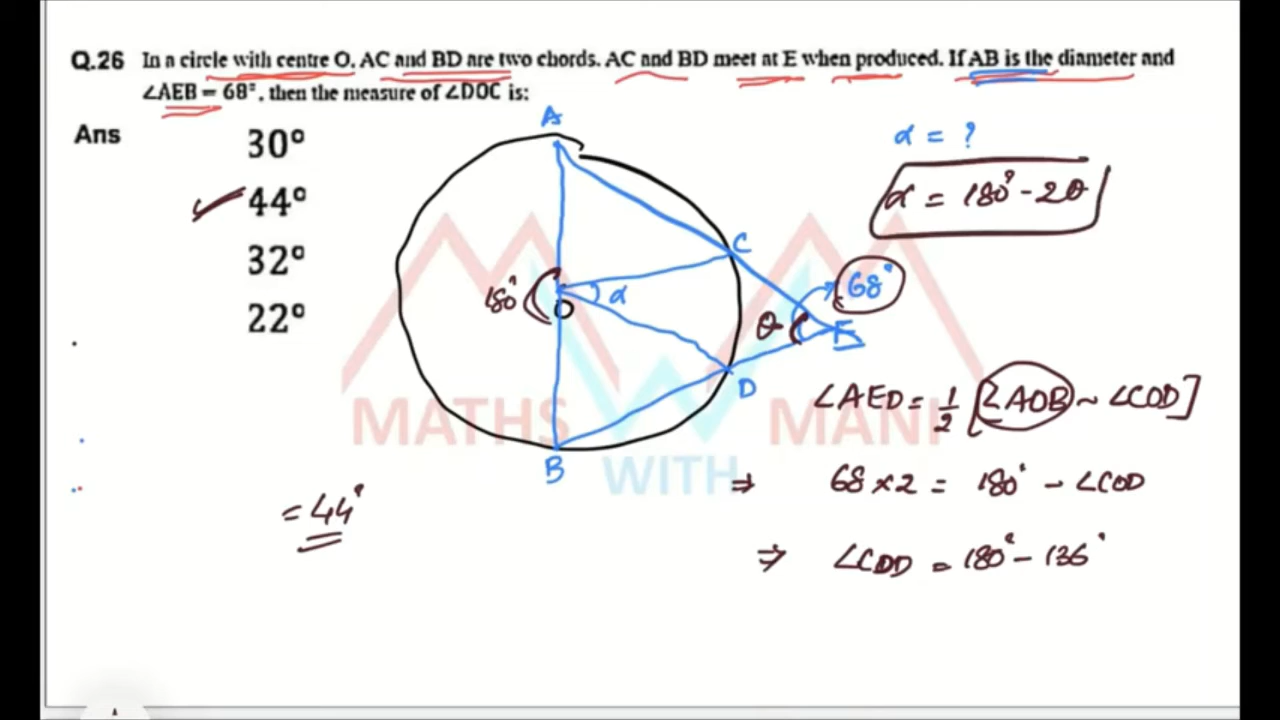 Q.26 In a circle with centre O, AC and BD are two chords. AC and BD meet at E when produced. If AB is the diameter and
∠AEB = 68°, then the measure of ∠DOC is:
Ans
30°
44°
32°
22°
A
C
180°
O
α
θ
68°
E
D
B
α = ?
α = 180° - 2θ
∠AED = 1/2 [∠AOB ~ ∠COD]
⇒ 68×2 = 180° - ∠COD
⇒ ∠COD = 180° - 136°
= 44°
MATHS WITH MANI